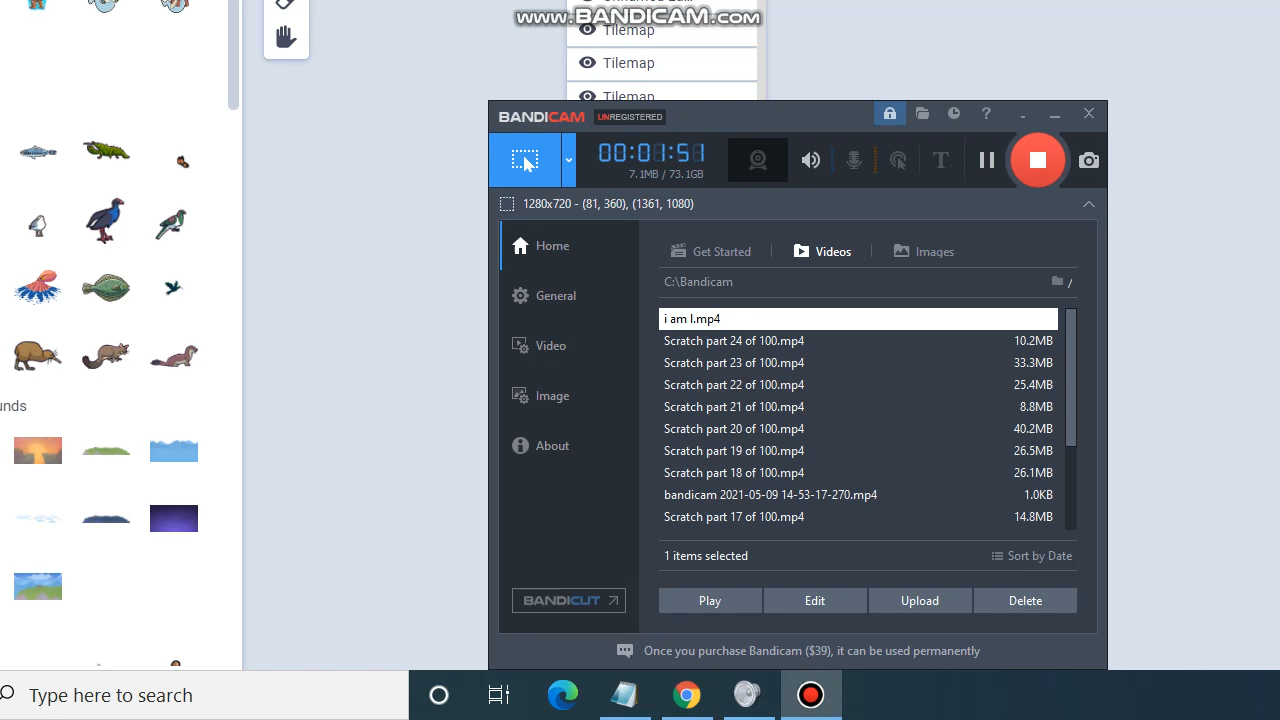 www.BANDICAM.com
Tilemap
Tilemap
Tilemap
BANDICAM UNREGISTERED
00:01:51
7.1MB / 73.1GB
T
1280x720 - (81, 360), (1361, 1080)
Home
General
Video
Image
About
BANDICUT
Get Started
Videos
Images
C:\Bandicam
/
i am I.mp4
Scratch part 24 of 100.mp4 10.2MB
Scratch part 23 of 100.mp4 33.3MB
Scratch part 22 of 100.mp4 25.4MB
Scratch part 21 of 100.mp4 8.8MB
Scratch part 20 of 100.mp4 40.2MB
Scratch part 19 of 100.mp4 26.5MB
Scratch part 18 of 100.mp4 26.1MB
bandicam 2021-05-09 14-53-17-270.mp4 1.0KB
Scratch part 17 of 100.mp4 14.8MB
1 items selected
Sort by Date
Play
Edit
Upload
Delete
Once you purchase Bandicam ($39), it can be used permanently
unds
Type here to search